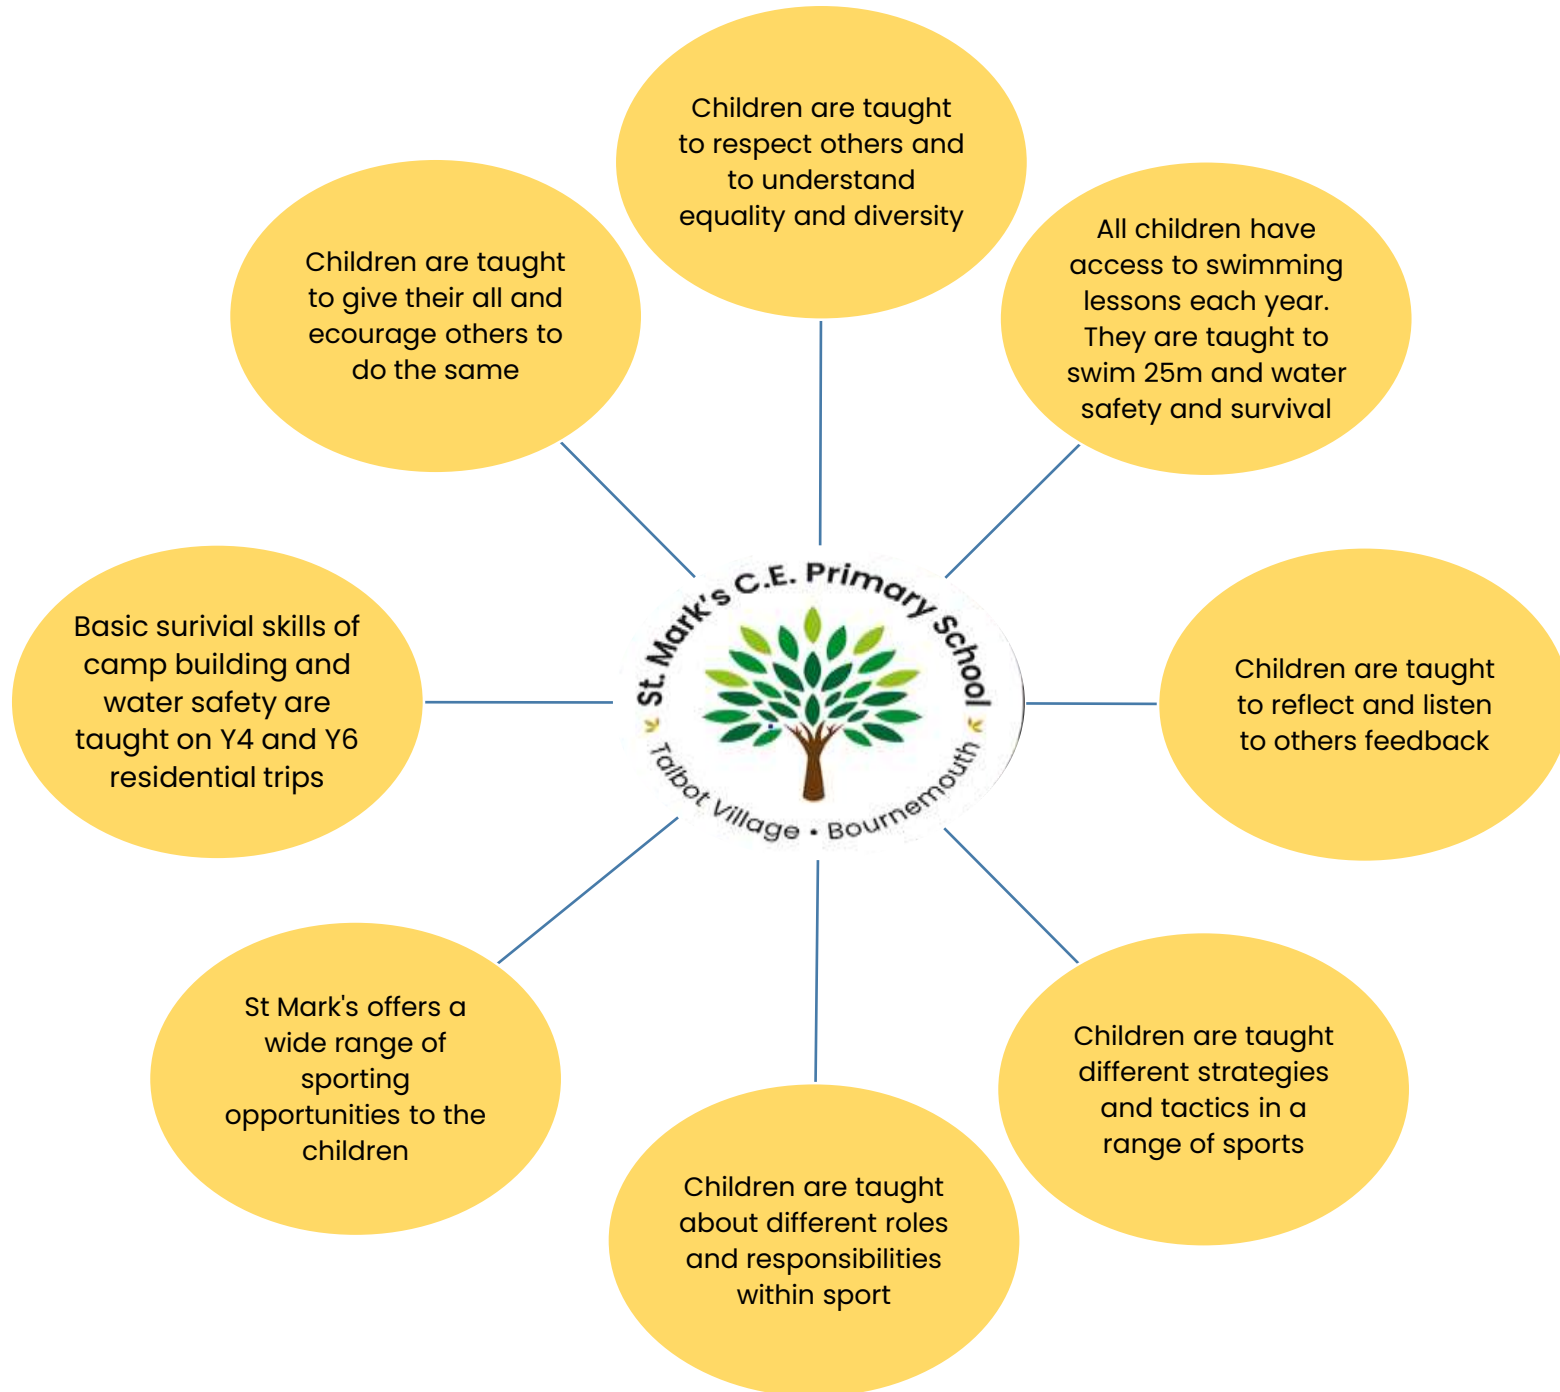 Children are taught
to respect others and
to understand
equality and diversity
All children have
access to swimming
lessons each year.
They are taught to
swim 25m and water
safety and survival
Children are taught
to reflect and listen
to others feedback
Children are taught
different strategies
and tactics in a
range of sports
Children are taught
about different roles
and responsibilities
within sport
St Mark's offers a
wide range of
sporting
opportunities to the
children
Basic surivial skills of
camp building and
water safety are
taught on Y4 and Y6
residential trips
Children are taught
to give their all and
ecourage others to
do the same
St. Mark's C.E. Primary School
Talbot Village • Bournemouth